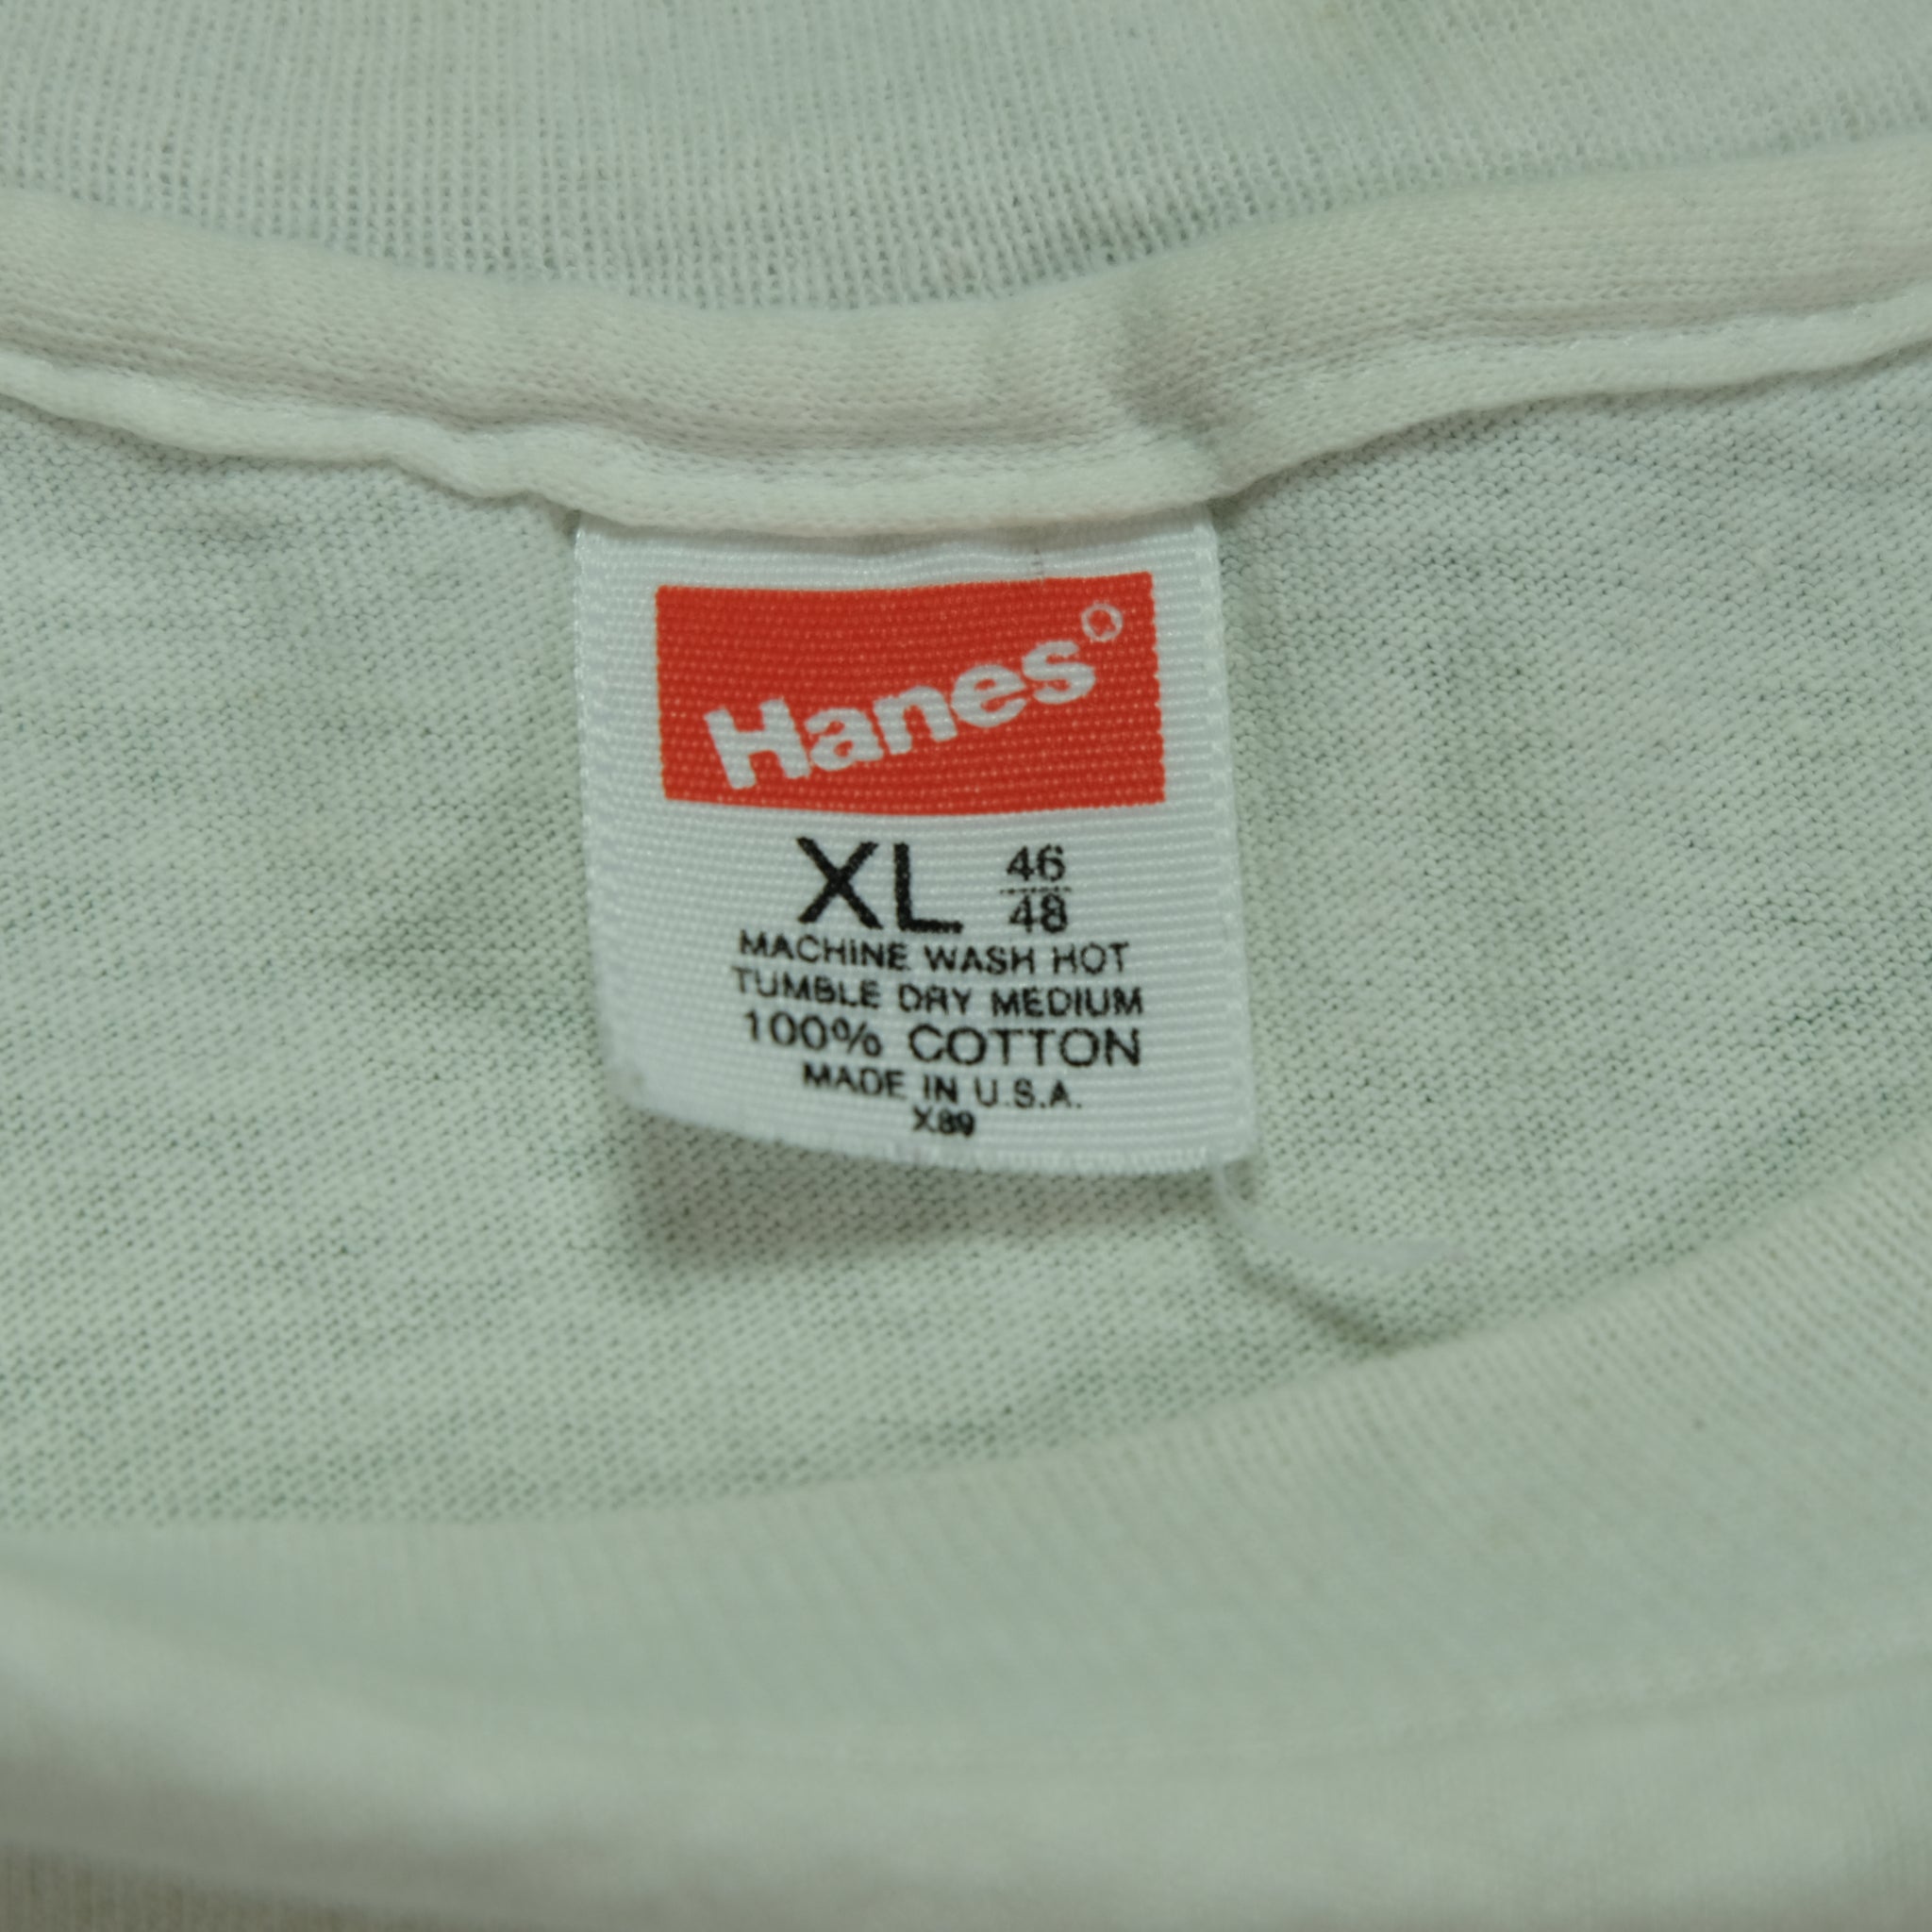 Hanes
XL 46/48
MACHINE WASH HOT
TUMBLE DRY MEDIUM
100% COTTON
MADE IN U.S.A.
X89